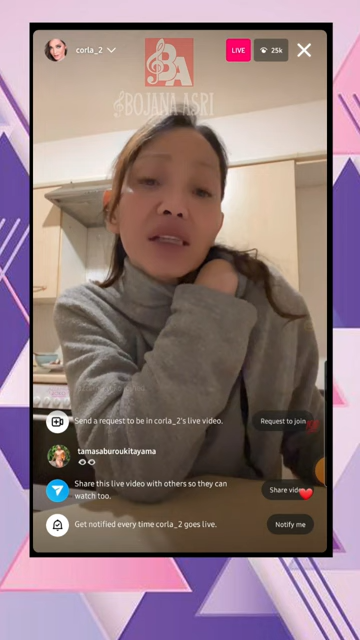 corla_2
LIVE
25k
BA
BOJANA ASRI
Send a request to be in corla_2's live video.
Request to join
tamasaburoukitayama
👀
Share this live video with others so they can
watch too.
Share video
Get notified every time corla_2 goes live.
Notify me